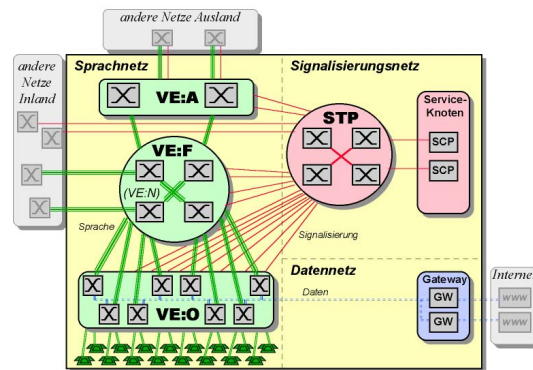 andere Netze Ausland
andere
Netze
Inland
Sprachnetz
Signalisierungsnetz
VE:A
STP
Service-
Knoten
SCP
SCP
VE:F
(VE:N)
Sprache
Signalisierung
Datennetz
VE:O
Daten
Gateway
GW
GW
Internet
www
www